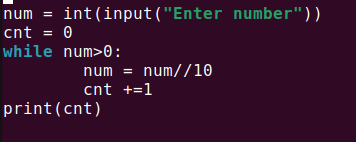 num = int(input("Enter number"))
cnt = 0
while num>0:
        num = num//10
        cnt +=1
print(cnt)